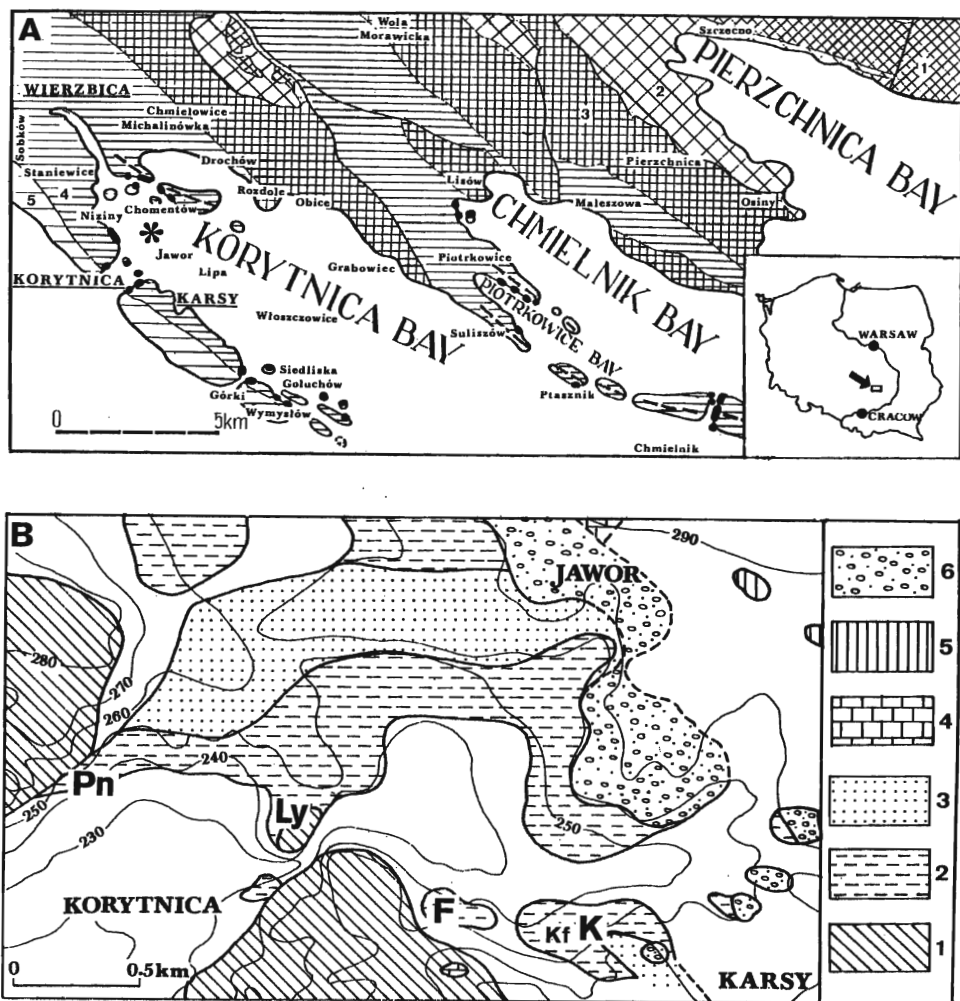 A
Wola
Morawicka
Szczecno
1
PIERZCHNICA BAY
2
3
WIERZBICA
Chmielowice
Michalinówka
Sobków
Staniewice
4
5
Drochów
Rozdole
Obice
Lisów
Pierzchnica
Maleszowa
Osiny
Niziny
Chomentów
*
Jawor
Lipa
KORYTNICA BAY
CHMIELNIK BAY
Grabowiec
Piotrkowice
PIOTRKOWICE BAY
KORYTNICA
KARSY
Włoszczowice
Suliszów
WARSAW
CRACOW
Siedliska
Gołuchów
Górki
Wymysłów
Ptasznik
Chmielnik
0
5km
B
290
JAWOR
6
5
4
3
2
1
280
270
260
240
250
230
Pn
Ly
250
KORYTNICA
F
Kf K
KARSY
0
0.5km